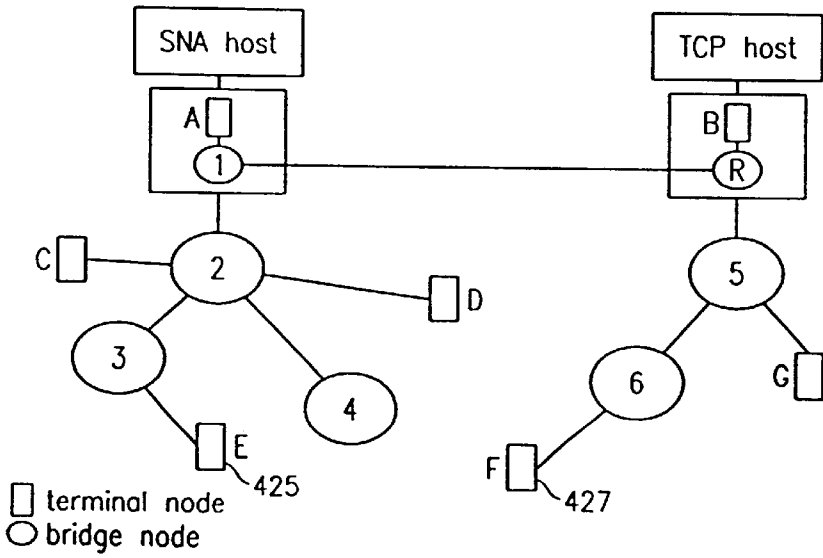 SNA host
TCP host
A
B
1
R
C
2
5
D
3
4
6
G
E
425
F
427
terminal node
bridge node